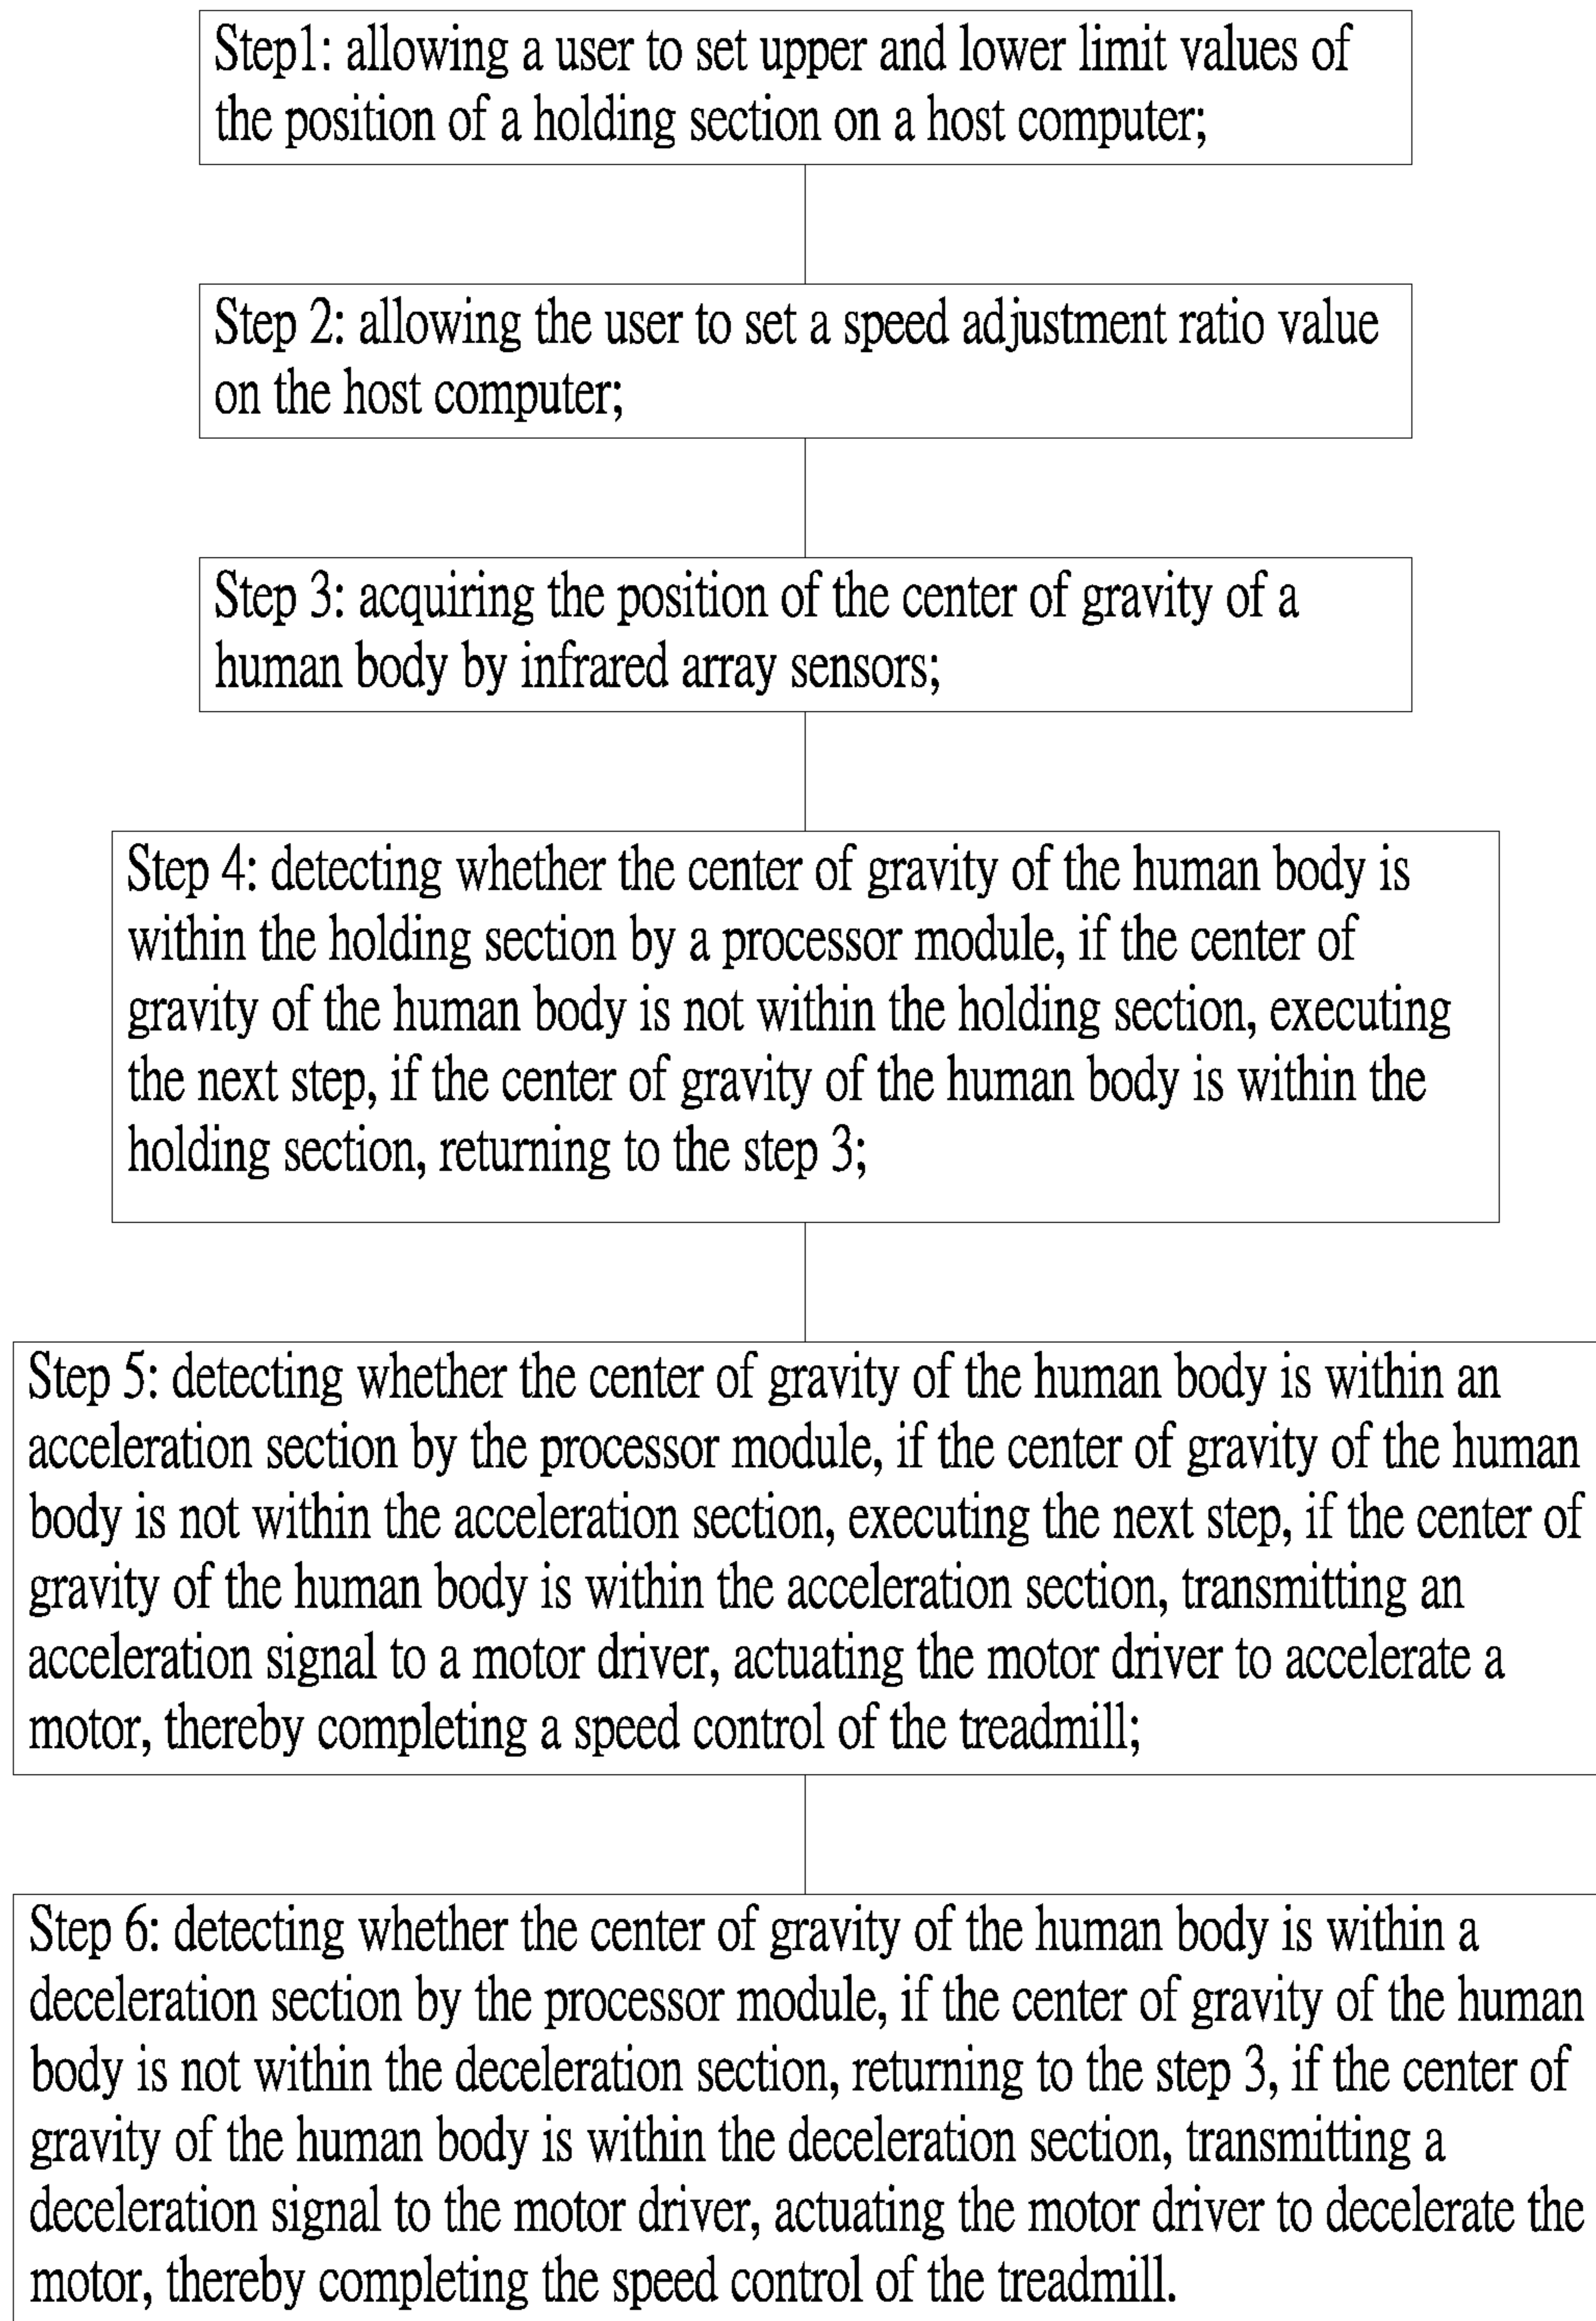 Step1: allowing a user to set upper and lower limit values of
the position of a holding section on a host computer;
Step 2: allowing the user to set a speed adjustment ratio value
on the host computer;
Step 3: acquiring the position of the center of gravity of a
human body by infrared array sensors;
Step 4: detecting whether the center of gravity of the human body is
within the holding section by a processor module, if the center of
gravity of the human body is not within the holding section, executing
the next step, if the center of gravity of the human body is within the
holding section, returning to the step 3;
Step 5: detecting whether the center of gravity of the human body is within an
acceleration section by the processor module, if the center of gravity of the human
body is not within the acceleration section, executing the next step, if the center of
gravity of the human body is within the acceleration section, transmitting an
acceleration signal to a motor driver, actuating the motor driver to accelerate a
motor, thereby completing a speed control of the treadmill;
Step 6: detecting whether the center of gravity of the human body is within a
deceleration section by the processor module, if the center of gravity of the human
body is not within the deceleration section, returning to the step 3, if the center of
gravity of the human body is within the deceleration section, transmitting a
deceleration signal to the motor driver, actuating the motor driver to decelerate the
motor, thereby completing the speed control of the treadmill.